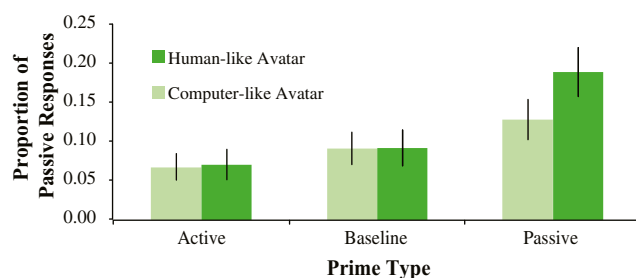 0.25
0.20
0.15
0.10
0.05
0.00
Proportion of
Passive Responses
Human-like Avatar
Computer-like Avatar
Active Baseline Passive
Prime Type